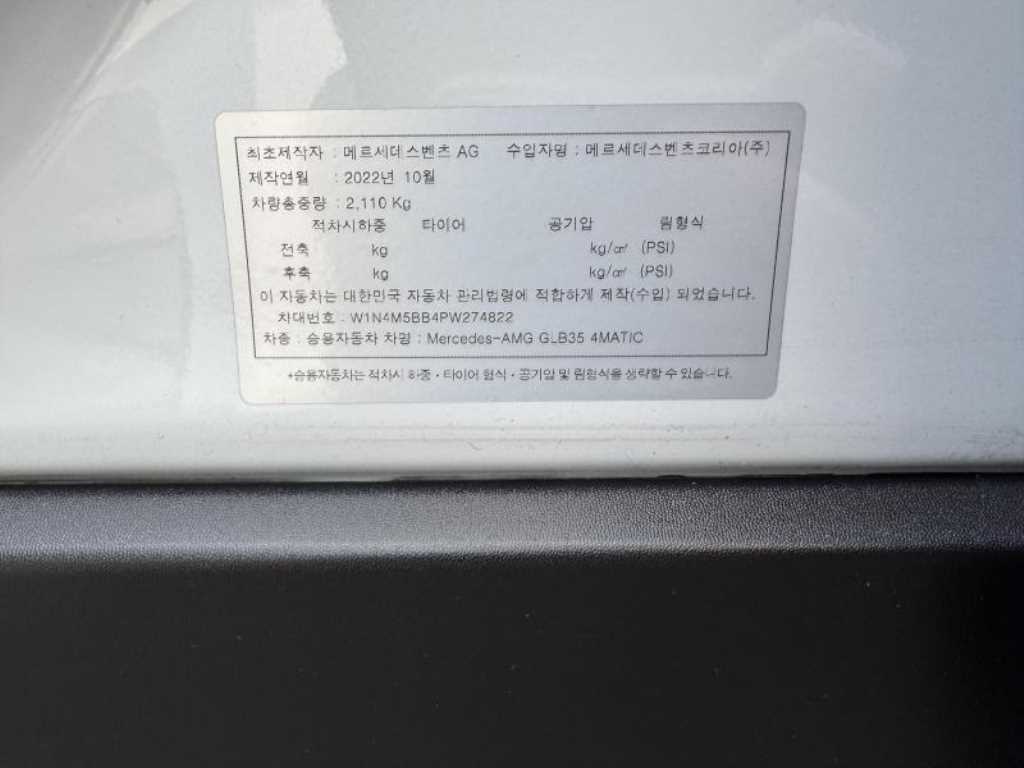 최초제작자 : 메르세데스벤츠 AG 수입자명 : 메르세데스벤츠코리아(주)
제작연월 : 2022년 10월
차량총중량 : 2,110 Kg
적차시하중 타이어 공기압 림형식
전축 kg kg/㎠ (PSI)
후축 kg kg/㎠ (PSI)
이 자동차는 대한민국 자동차 관리법령에 적합하게 제작(수입) 되었습니다.
차대번호 : W1N4M5BB4PW274822
차종 : 승용자동차 차명 : Mercedes-AMG GLB35 4MATIC
*승용자동차는 적차시 하중·타이어 형식·공기압 및 림형식을 생략할 수 있습니다.